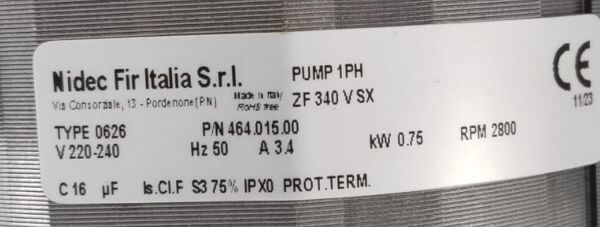 Nidec Fir Italia S.r.l. Made in Italy PUMP 1PH CE
Via Consorziale, 13 - Pordenone (PN) RoHS free ZF 340 V SX 11/23
TYPE 0626 P/N 464.015.00
V 220-240 Hz 50 A 3.4 kW 0.75 RPM 2800
C 16 µF Is.Cl.F S3 75% IPX0 PROT.TERM.